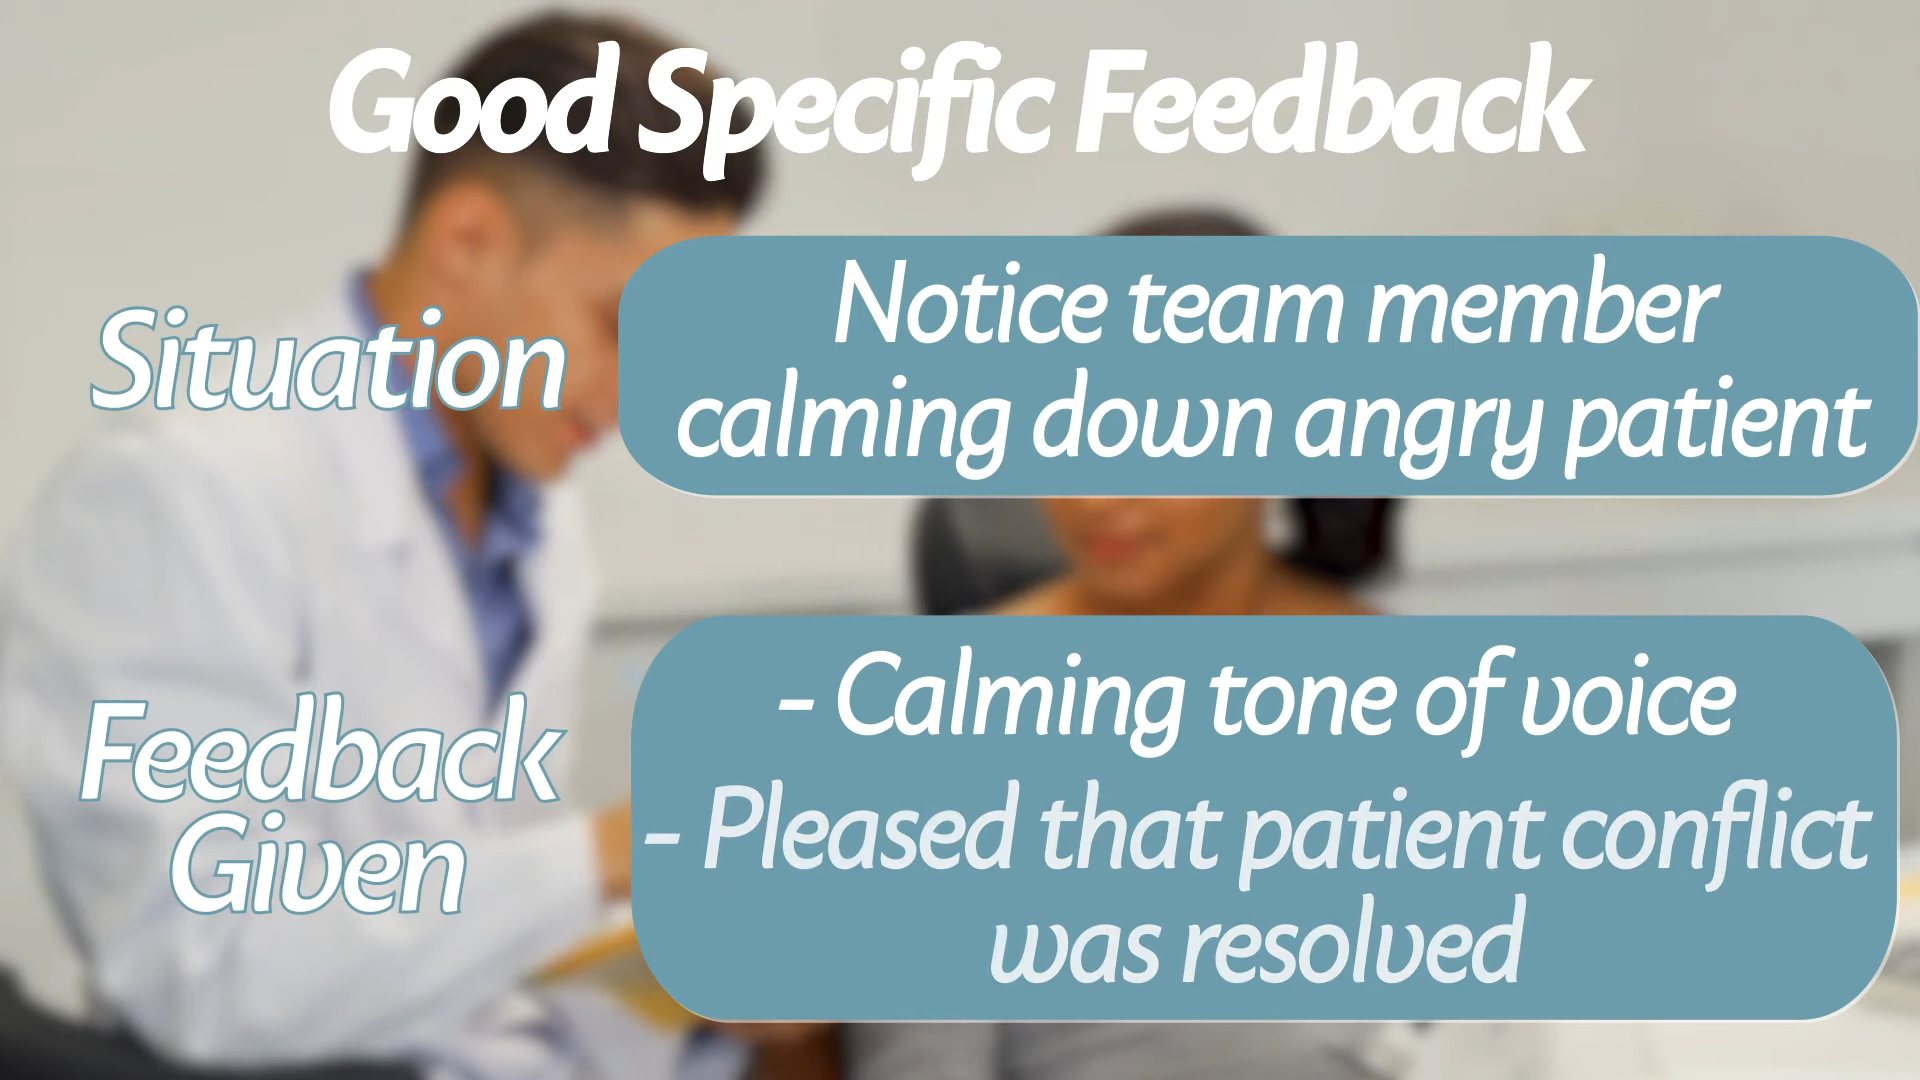 Good Specific Feedback
Situation
Notice team member
calming down angry patient
Feedback
Given
- Calming tone of voice
- Pleased that patient conflict
was resolved